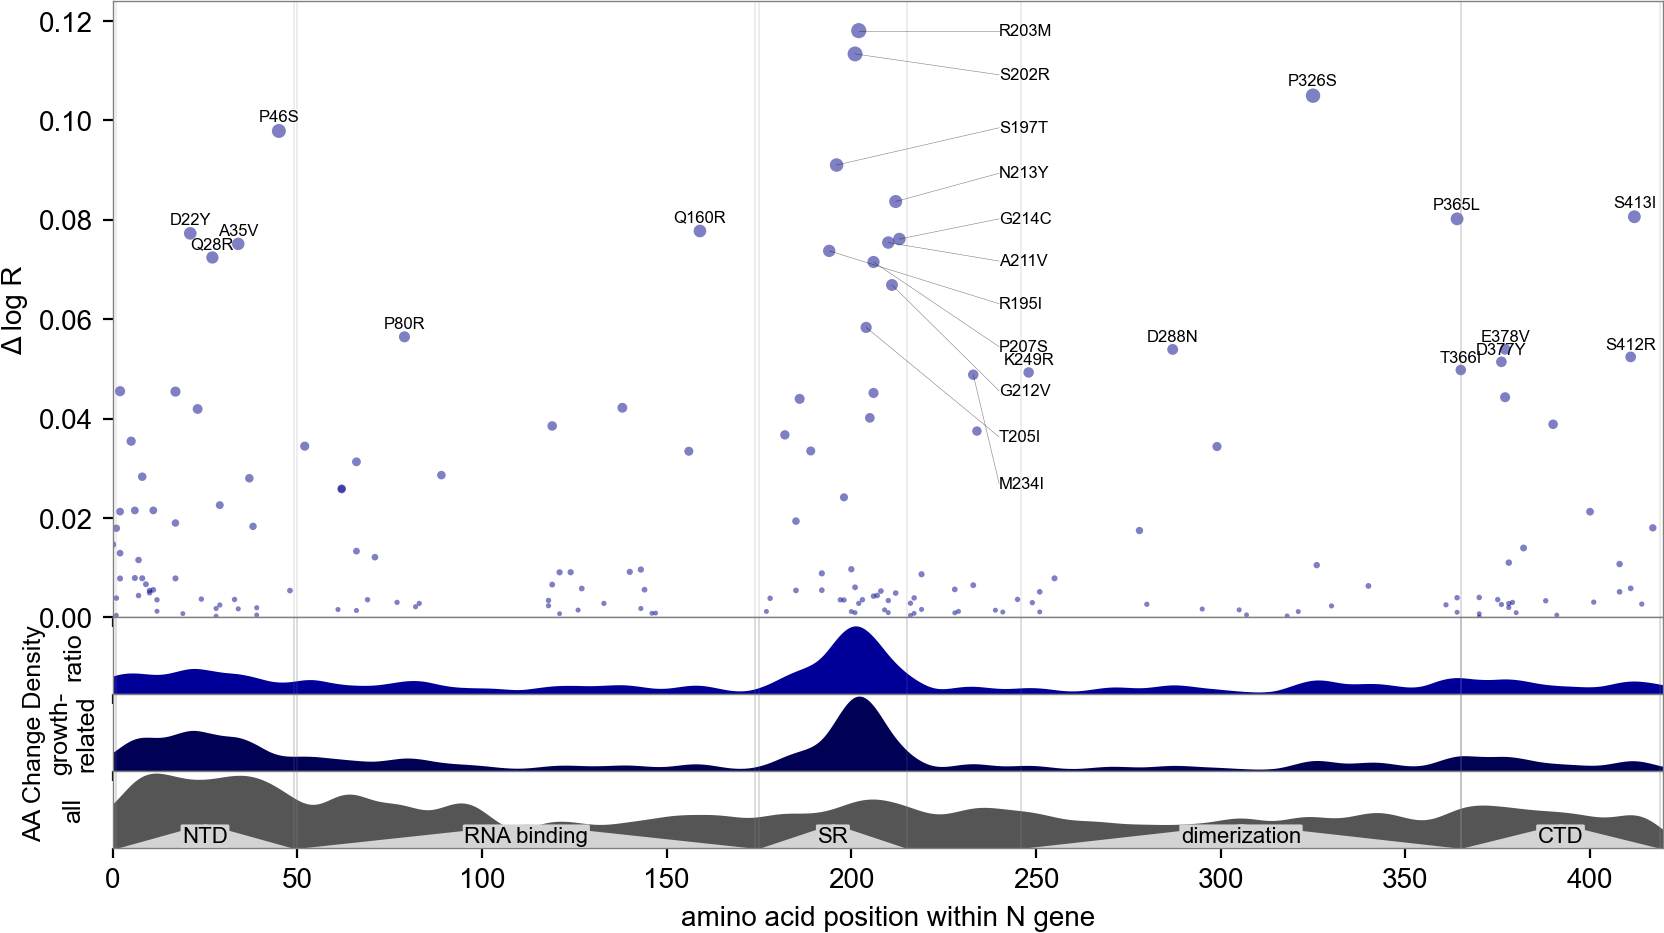 0.12
0.10
0.08
0.06
0.04
0.02
0.00
Δ log R
R203M
S202R
P326S
P46S
S197T
N213Y
D22Y
A35V
Q28R
Q160R
G214C
P365L
S413I
A211V
R195I
P80R
P207S
K249R
D288N
E378V
D377Y
T366I
S412R
G212V
T205I
M234I
AA Change Density
ratio
growth-
related
all
NTD
RNA binding
SR
dimerization
CTD
0 50 100 150 200 250 300 350 400
amino acid position within N gene